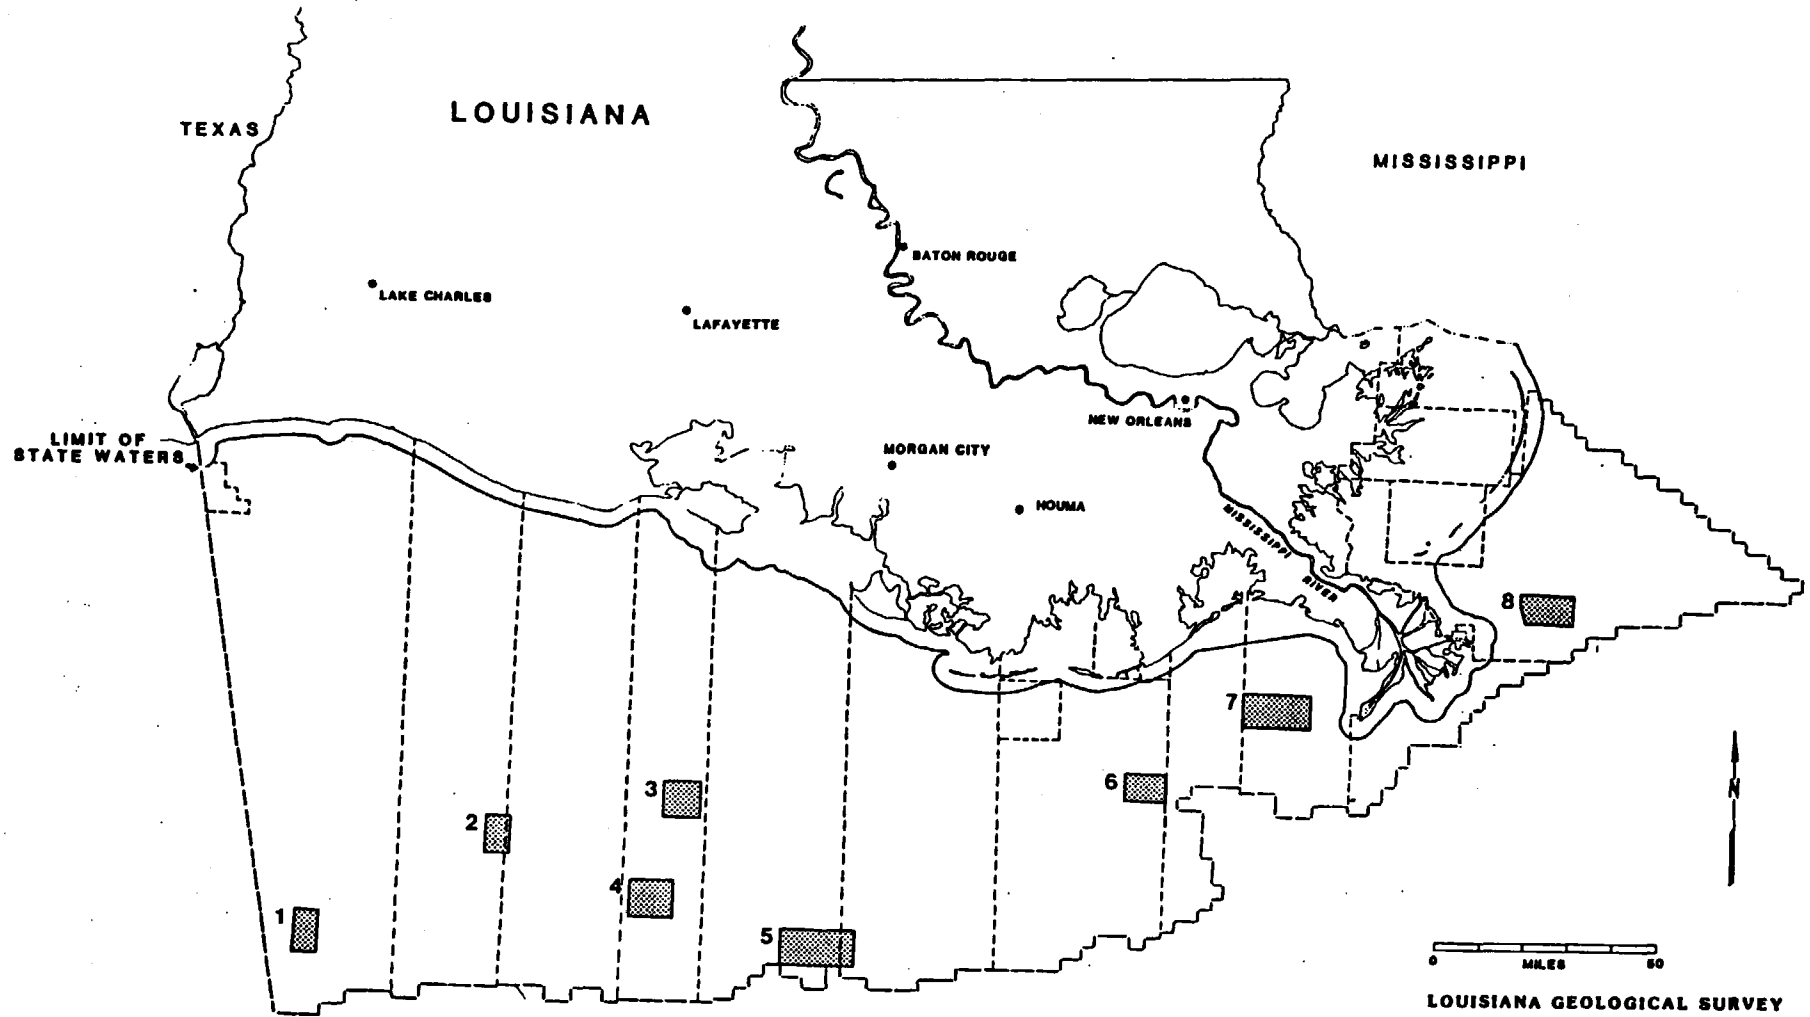 LOUISIANA
TEXAS
MISSISSIPPI
BATON ROUGE
LAKE CHARLES
LAFAYETTE
NEW ORLEANS
LIMIT OF
STATE WATERS
MORGAN CITY
HOUMA
MISSISSIPPI
RIVER
8
7
6
3
2
4
1
5
N
0 MILES 50
LOUISIANA GEOLOGICAL SURVEY